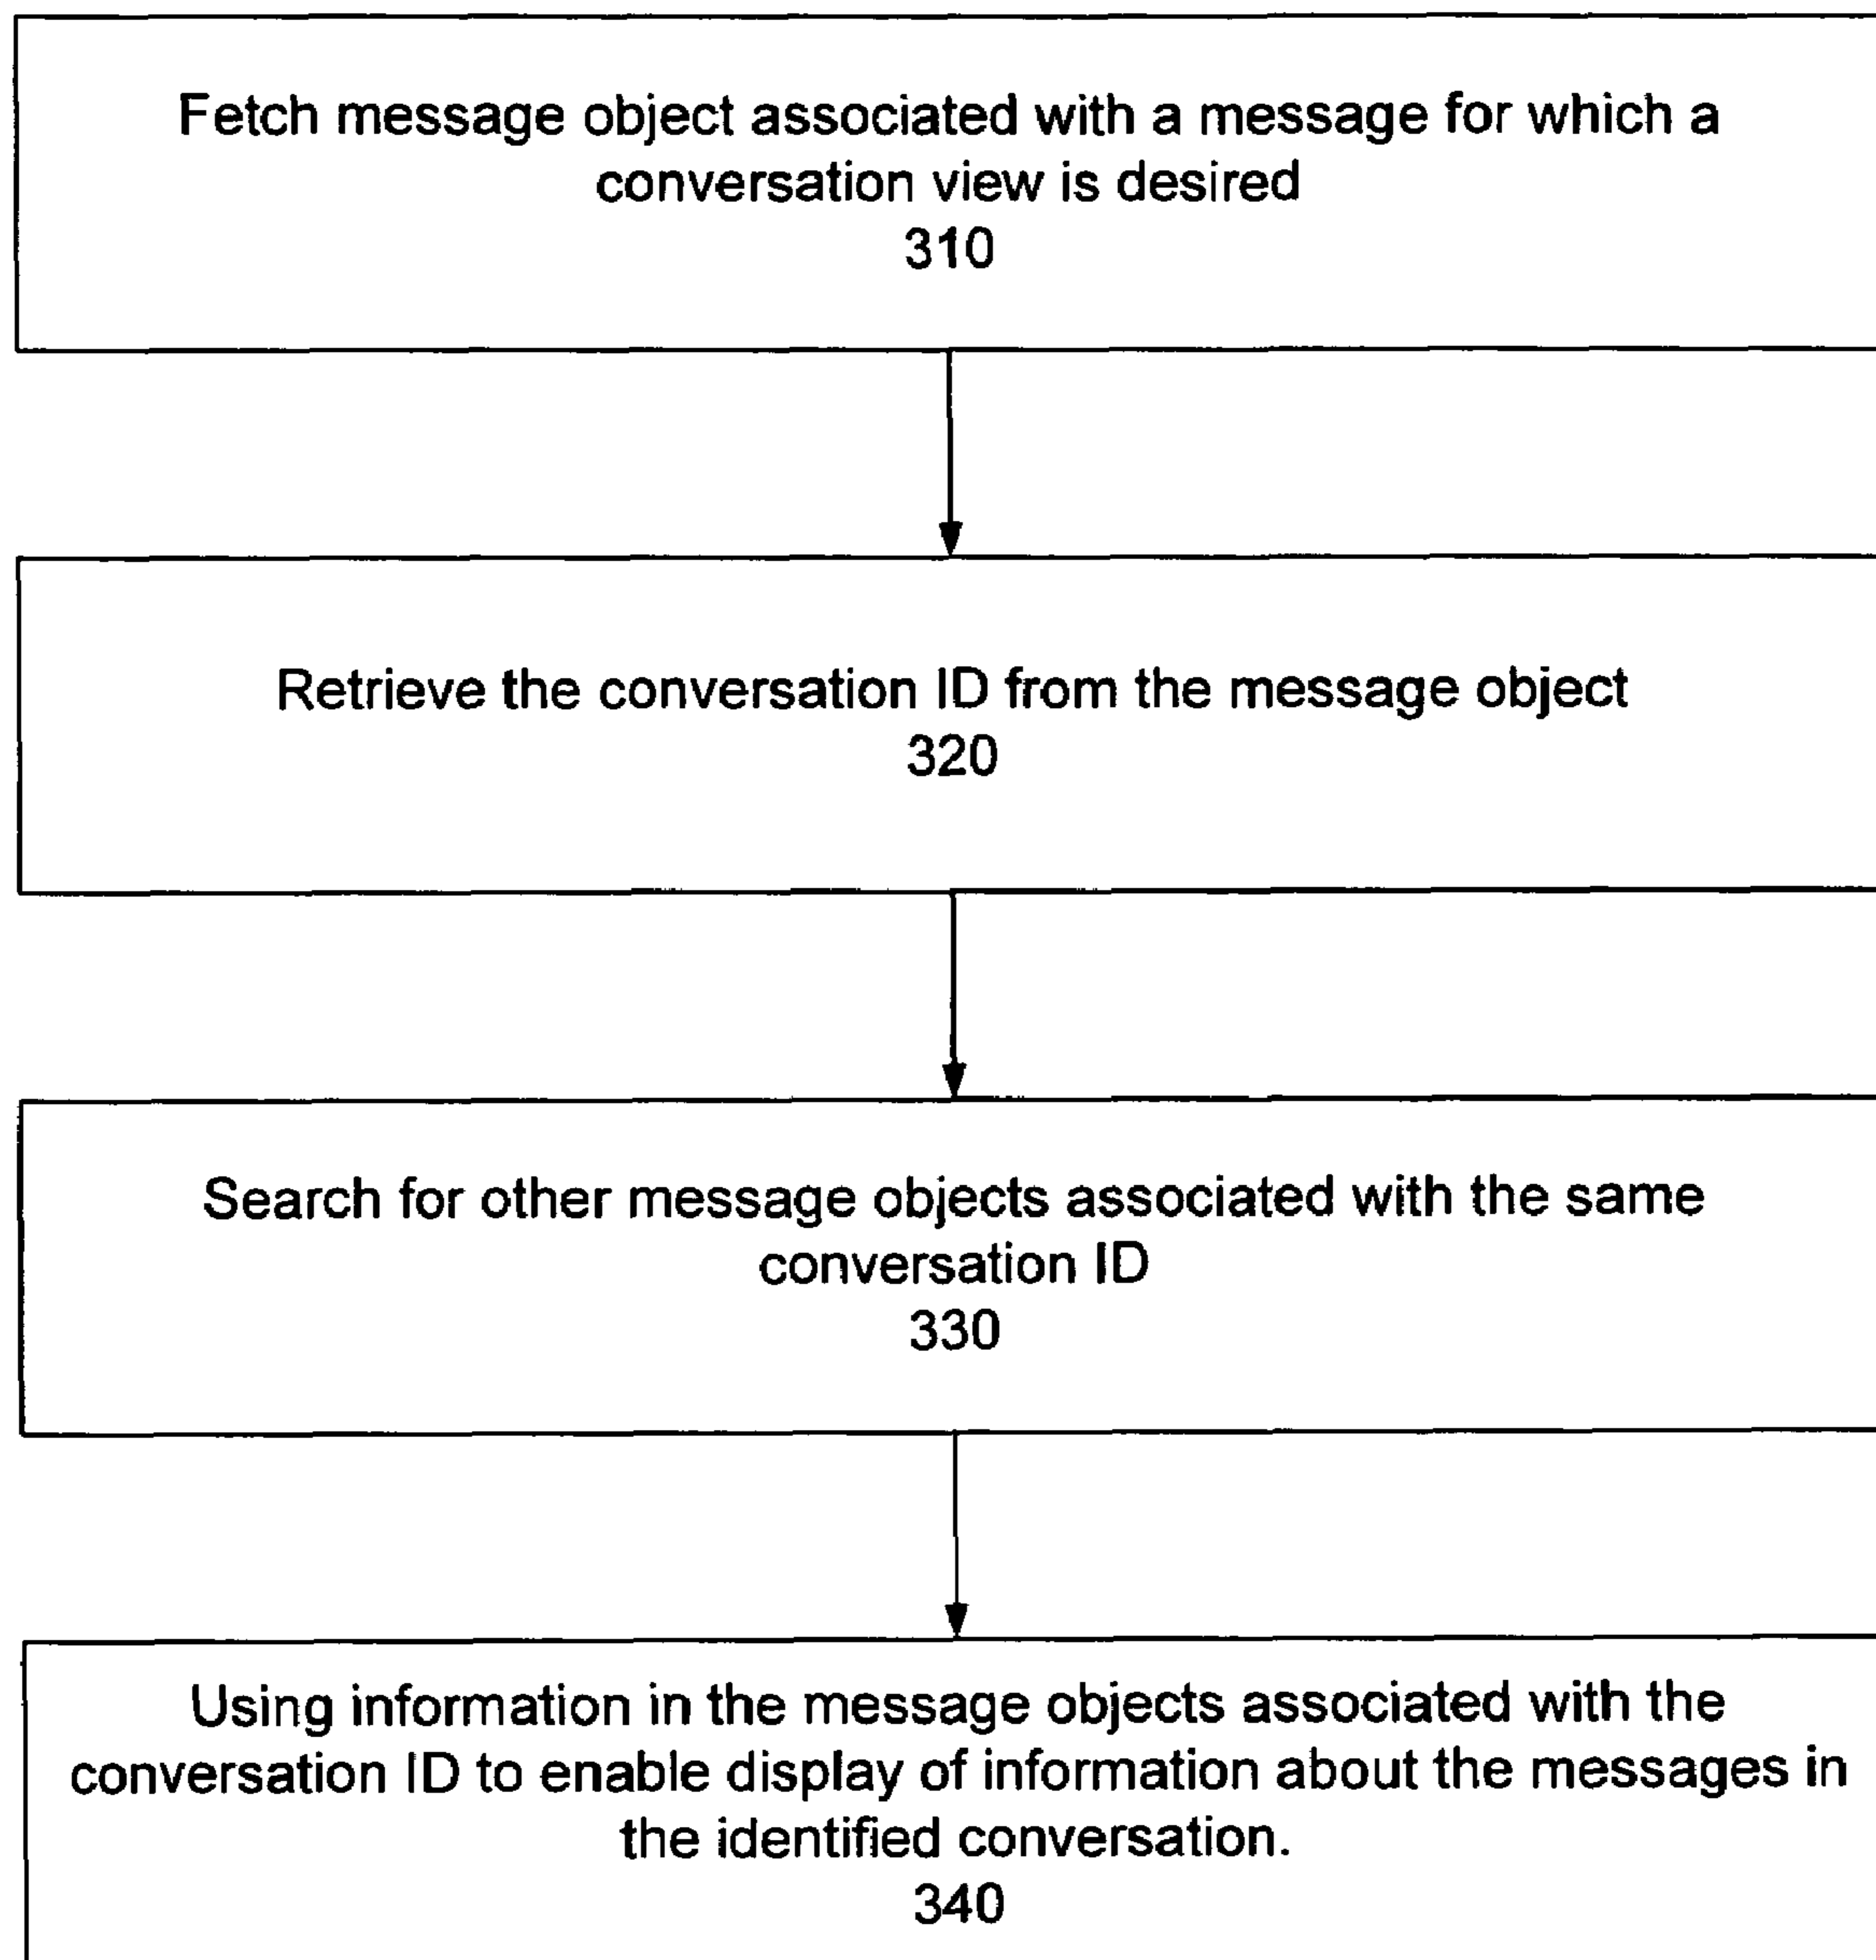 Fetch message object associated with a message for which a
conversation view is desired
310
Retrieve the conversation ID from the message object
320
Search for other message objects associated with the same
conversation ID
330
Using information in the message objects associated with the
conversation ID to enable display of information about the messages in
the identified conversation.
340